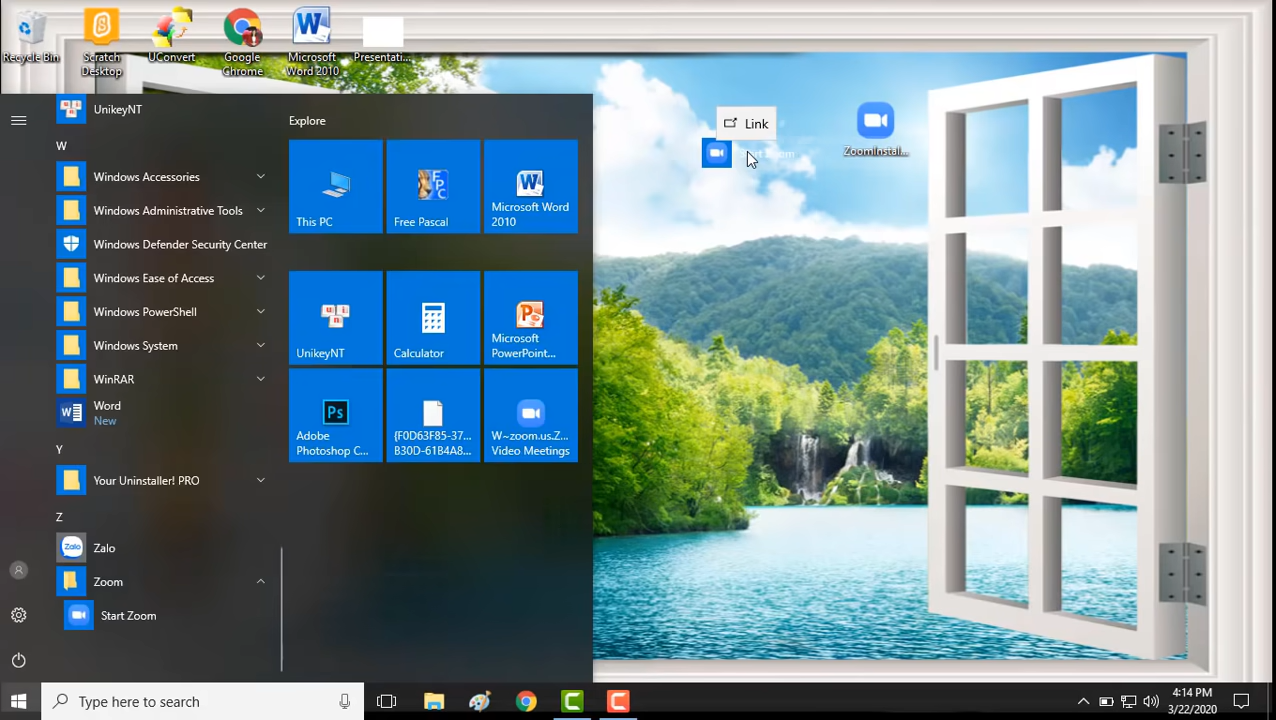 Recycle Bin
Scratch
Desktop
UConvert
Google
Chrome
Microsoft
Word 2010
Presentati...
UnikeyNT
W
Windows Accessories
Windows Administrative Tools
Windows Defender Security Center
Windows Ease of Access
Windows PowerShell
Windows System
WinRAR
Word
New
Y
Your Uninstaller! PRO
Z
Zalo
Zalo
Zoom
Start Zoom
Explore
This PC
Free Pascal
Microsoft Word
2010
UnikeyNT
Calculator
Microsoft
PowerPoint...
Adobe
Photoshop C...
{F0D63F85-37...
B30D-61B4A8...
W~zoom.us.Z...
Video Meetings
Link
ZoomInstal...
Type here to search
4:14 PM
3/22/2020